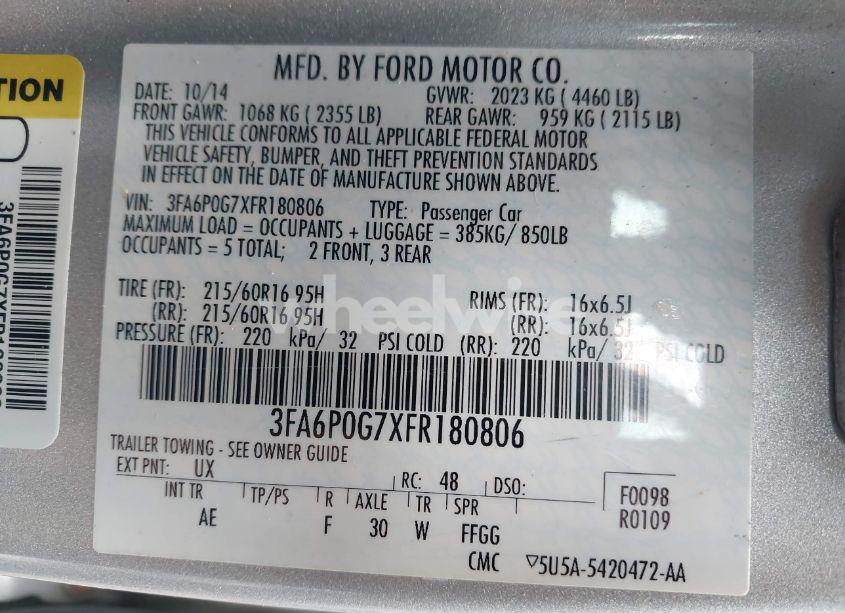 MFD. BY FORD MOTOR CO.
DATE: 10/14 GVWR: 2023 KG ( 4460 LB)
FRONT GAWR: 1068 KG ( 2355 LB) REAR GAWR: 959 KG ( 2115 LB)
THIS VEHICLE CONFORMS TO ALL APPLICABLE FEDERAL MOTOR
VEHICLE SAFETY, BUMPER, AND THEFT PREVENTION STANDARDS
IN EFFECT ON THE DATE OF MANUFACTURE SHOWN ABOVE.
VIN: 3FA6P0G7XFR180806 TYPE: Passenger Car
MAXIMUM LOAD = OCCUPANTS + LUGGAGE = 385KG/ 850LB
OCCUPANTS = 5 TOTAL; 2 FRONT, 3 REAR
TIRE (FR): 215/60R16 95H RIMS (FR): 16x6.5J
(RR): 215/60R16 95H (RR): 16x6.5J
PRESSURE (FR): 220 kPa/ 32 PSI COLD (RR): 220 kPa/ 32 PSI COLD
3FA6P0G7XFR180806
TRAILER TOWING - SEE OWNER GUIDE
EXT PNT: UX RC: 48 DSO:
INT TR TP/PS R AXLE TR SPR
AE F 30 W FFGG
F0098
R0109
CMC 5U5A-5420472-AA
wheelwise